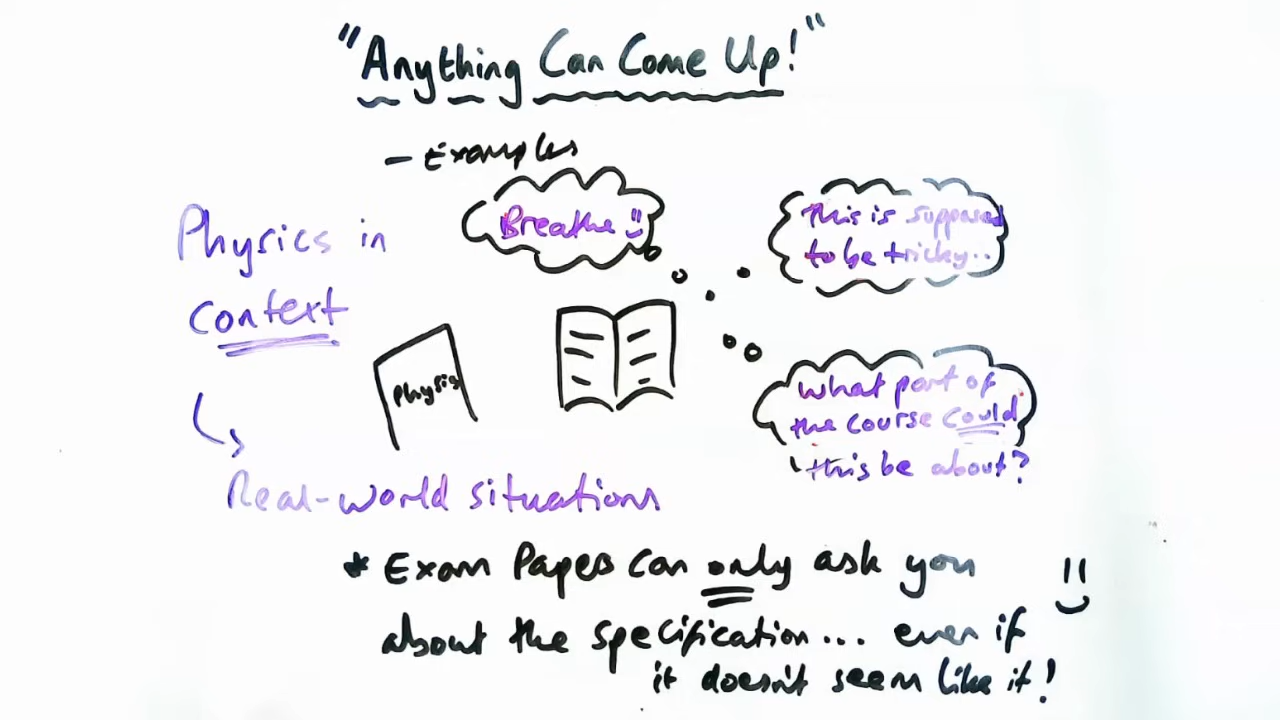 "Anything Can Come Up!"
- Examples
Breathe
This is supposed
to be tricky..
Physics in
context
Physics
What part of
the course could
this be about?
Real-world situations
* Exam Papers can only ask you
about the specification... even if
it doesn't seem like it!